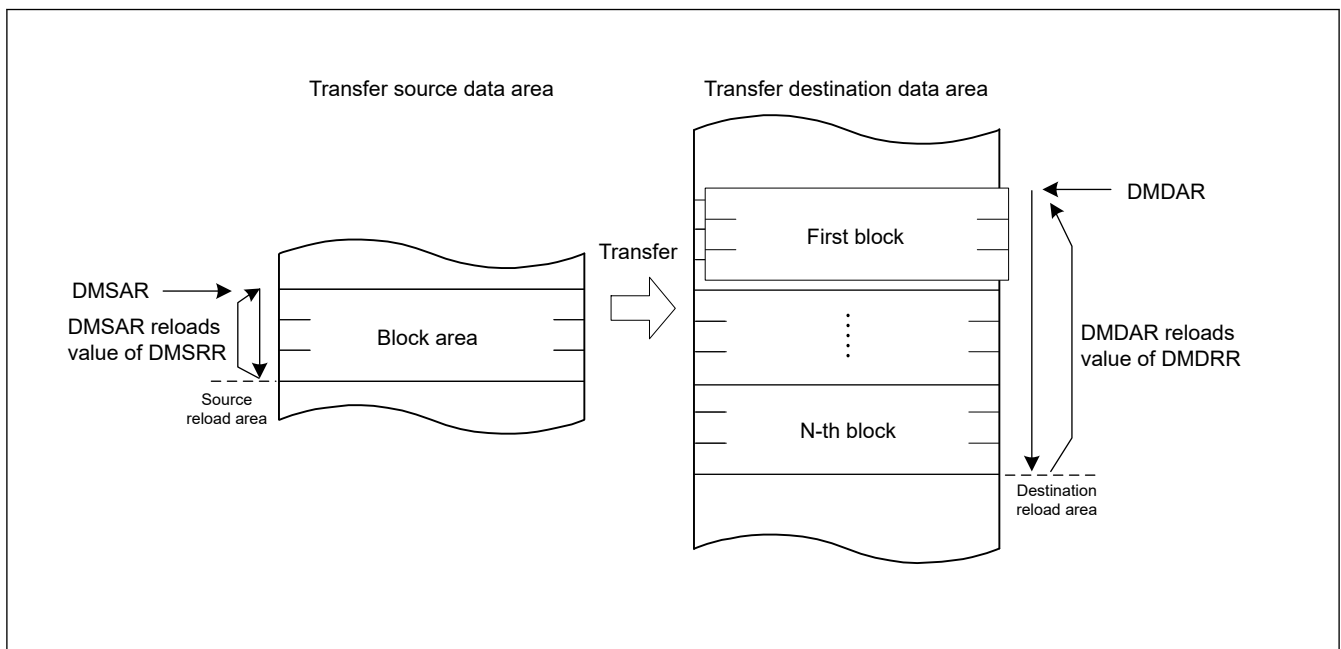 Transfer source data area
Transfer destination data area
DMDAR
First block
Transfer
DMSAR
DMSAR reloads
value of DMSRR
Block area
DMDAR reloads
value of DMDRR
Source
reload area
N-th block
Destination
reload area